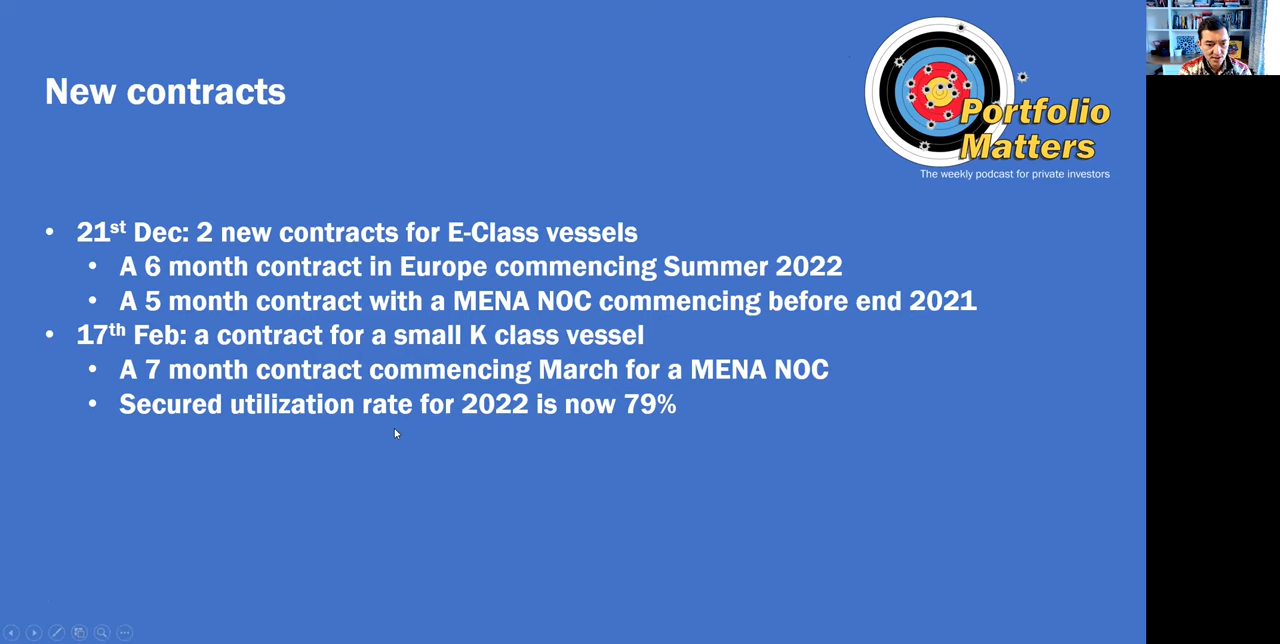 New contracts
Portfolio
Matters
The weekly podcast for private investors
• 21st Dec: 2 new contracts for E-Class vessels
• A 6 month contract in Europe commencing Summer 2022
• A 5 month contract with a MENA NOC commencing before end 2021
• 17th Feb: a contract for a small K class vessel
• A 7 month contract commencing March for a MENA NOC
• Secured utilization rate for 2022 is now 79%